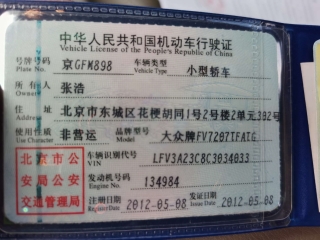 中华人民共和国机动车行驶证
Vehicle License of the People's Republic of China
号牌号码 京GFM898 车辆类型 小型轿车
Plate No. Vehicle Type
所有人 张浩
Owner
住址 北京市东城区花梗胡同1号2号楼2单元302号
Address
使用性质 非营运 品牌型号 大众牌FV7207TFATG
Use Character Model
北京市公安局公安交通管理局
车辆识别代号 LFV3A23C8C3034033
VIN
发动机号码 134984
Engine No.
注册日期 2012-05-08 发证日期 2012-05-08
Register Date Issue Date